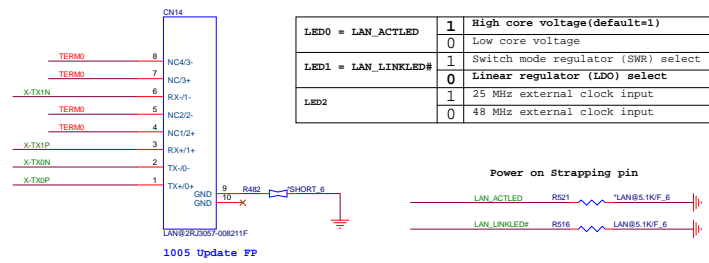 CN14
TERM0 8 NC4/3-
TERM0 7 NC/3+
X-TX1N 6 RX-/1-
TERM0 5 NC2/2-
TERM0 4 NC1/2+
X-TX1P 3 RX+/1+
X-TX0N 2 TX-/0-
X-TX0P 1 TX+/0+
GND 9 R482 *SHORT_6
GND 10
LAN@2RJ3057-008211F
1005 Update FP
LED0 = LAN_ACTLED 1 High core voltage(default=1)
0 Low core voltage
LED1 = LAN_LINKLED# 1 Switch mode regulator (SWR) select
0 Linear regulator (LDO) select
LED2 1 25 MHz external clock input
0 48 MHz external clock input
Power on Strapping pin
LAN_ACTLED R521 *LAN@5.1K/F_6
LAN_LINKLED# R516 LAN@5.1K/F_6